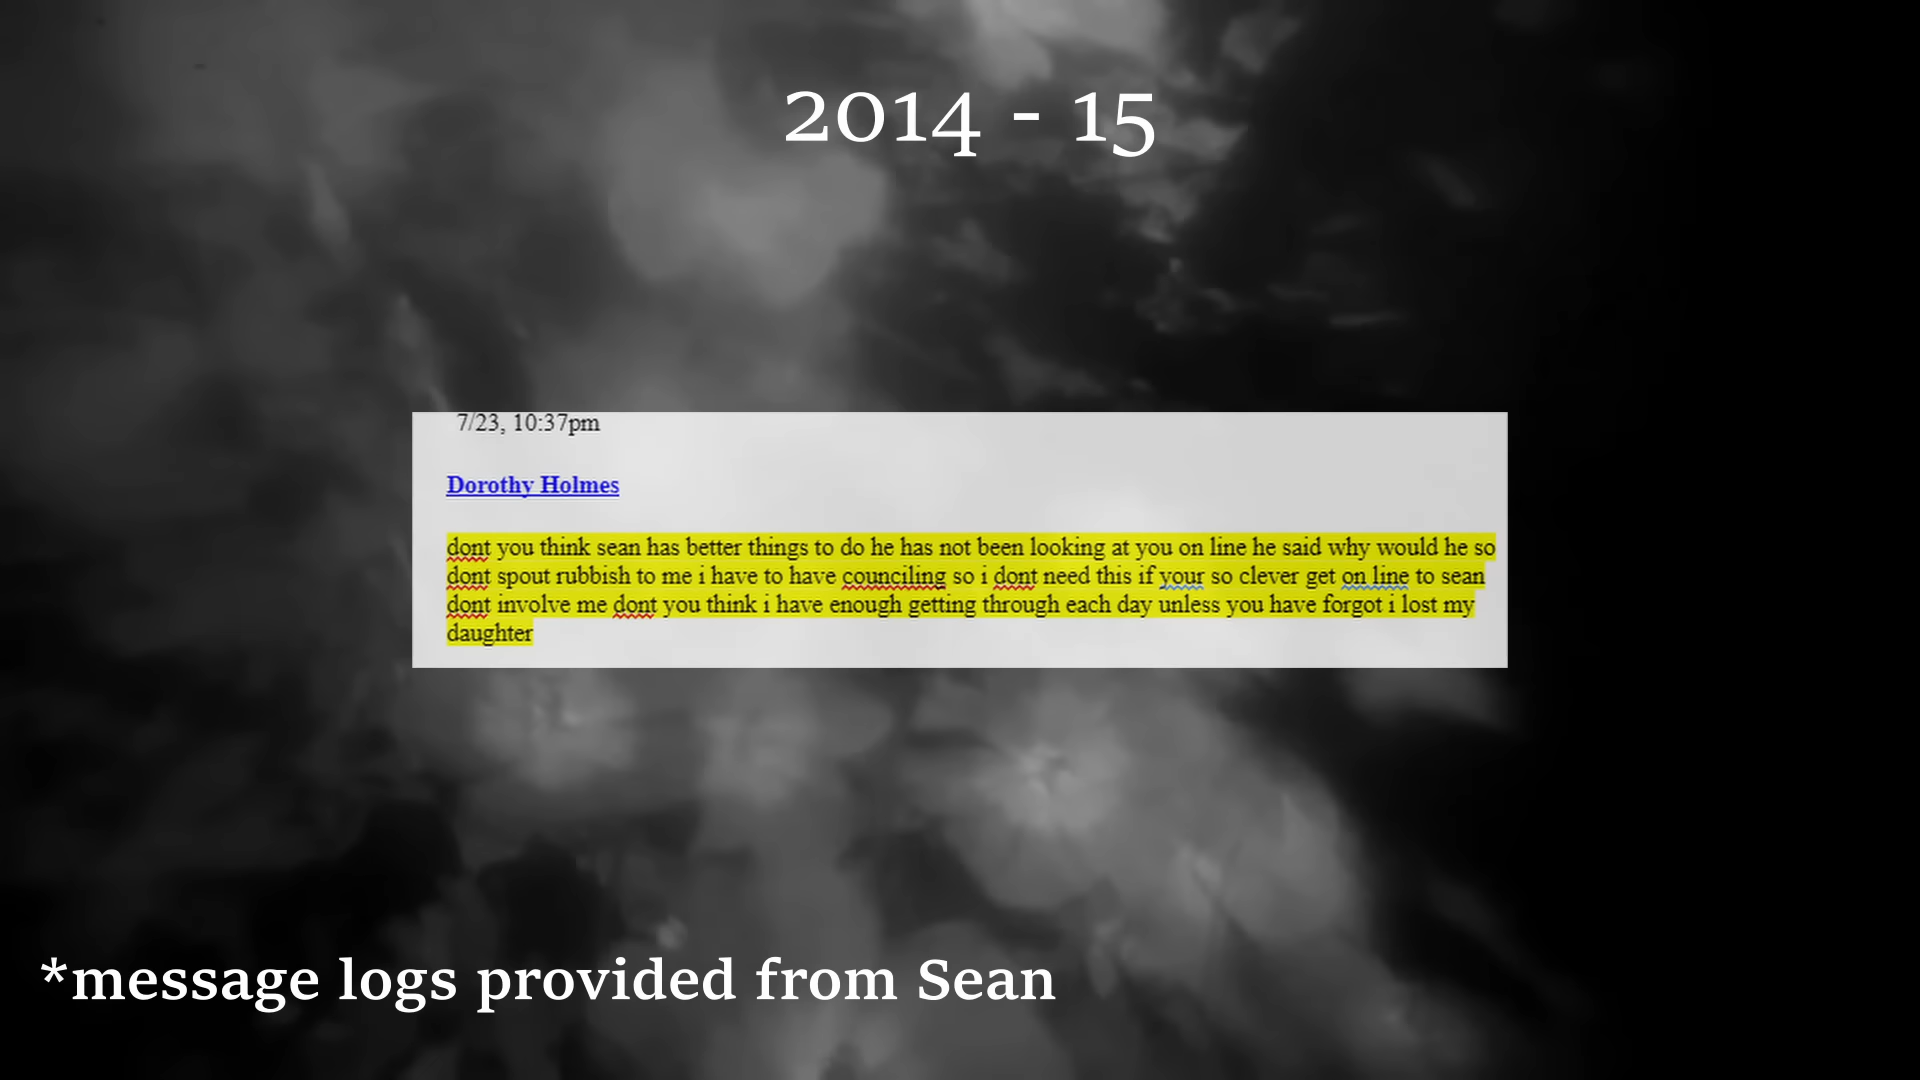 2014 - 15
7/23, 10:37pm
Dorothy Holmes
dont you think sean has better things to do he has not been looking at you on line he said why would he so
dont spout rubbish to me i have to have counciling so i dont need this if your so clever get on line to sean
dont involve me dont you think i have enough getting through each day unless you have forgot i lost my
daughter
*message logs provided from Sean